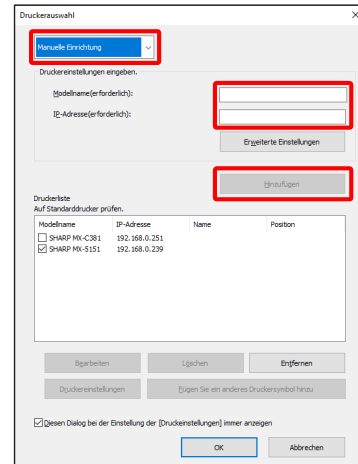 Druckerauswahl
Manuelle Einrichtung
Druckereinstellungen eingeben.
Modellname(erforderlich):
IP-Adresse(erforderlich):
Erweiterte Einstellungen
Hinzufügen
Druckerliste
Auf Standarddrucker prüfen.
Modellname IP-Adresse Name Position
SHARP MX-C381 192.168.0.251
SHARP MX-5151 192.168.0.239
Bearbeiten Löschen Entfernen
Druckereinstellungen Fügen Sie ein anderes Druckersymbol hinzu
Diesen Dialog bei der Einstellung der [Druckeinstellungen] immer anzeigen
OK Abbrechen